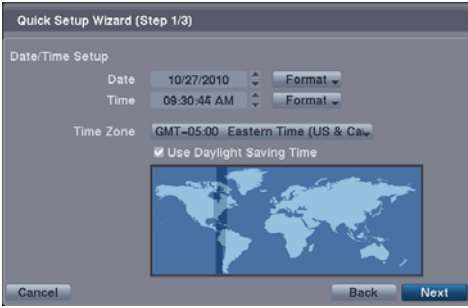 Quick Setup Wizard (Step 1/3)
Date/Time Setup
Date 10/27/2010 Format
Time 09:30:44 AM Format
Time Zone GMT-05:00 Eastern Time (US & Ca
Use Daylight Saving Time
Cancel Back Next